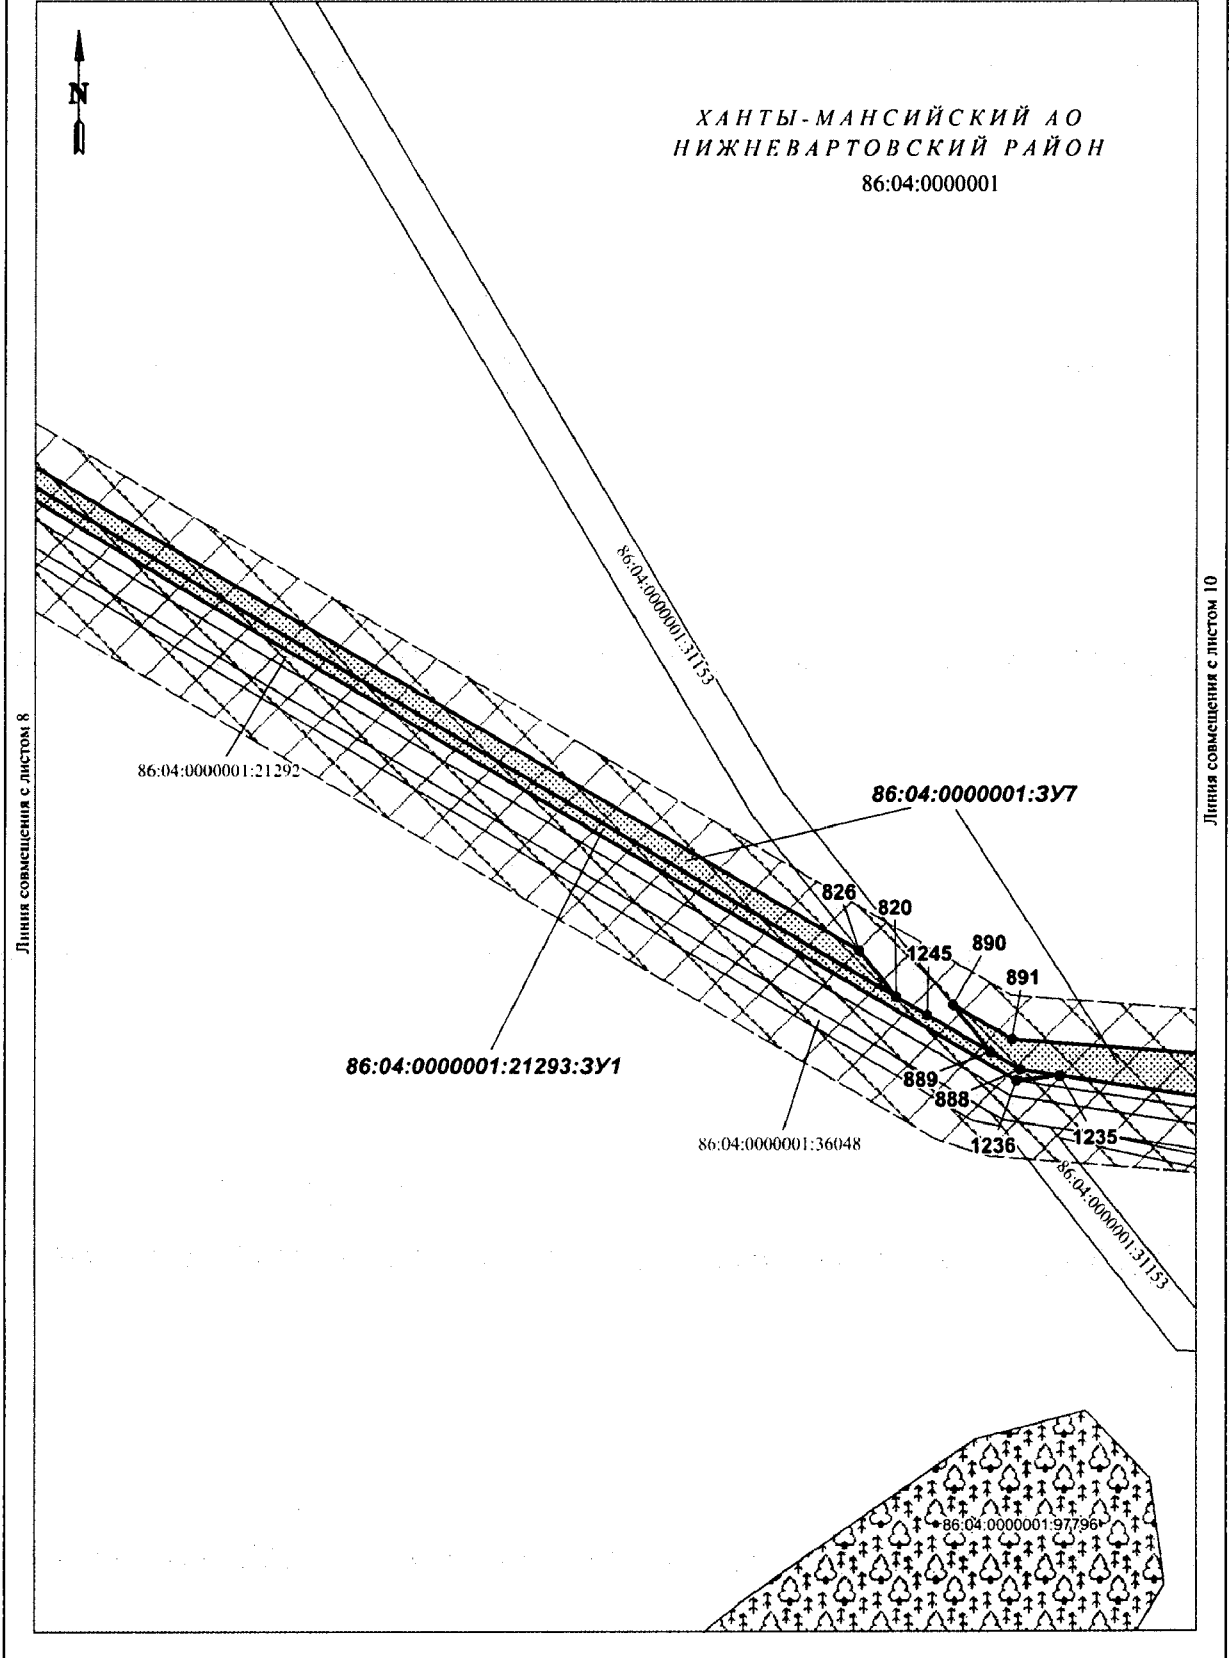 N
ХАНТЫ-МАНСИЙСКИЙ АО
НИЖНЕВАРТОВСКИЙ РАЙОН
86:04:0000001
86:04:0000001:31153
Линия совмещения с листом 10
Линия совмещения с листом 8
86:04:0000001:21292
86:04:0000001:ЗУ7
826
820
1245
890
891
86:04:0000001:21293:ЗУ1
889
888
1236
1235
86:04:0000001:36048
86:04:0000001:31153
86:04:0000001:97796